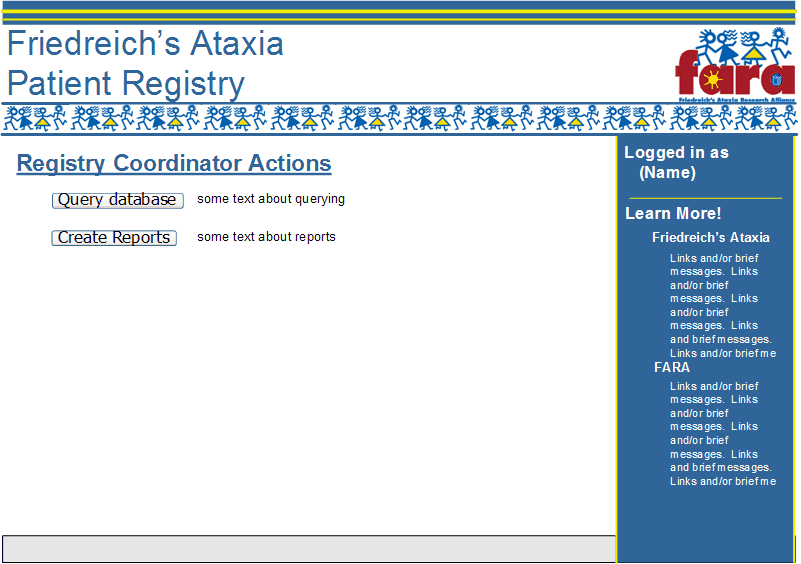 Friedreich’s Ataxia
Patient Registry
fara
Friedreich's Ataxia Research Alliance
Registry Coordinator Actions
Query database some text about querying
Create Reports some text about reports
Logged in as
(Name)
Learn More!
Friedreich’s Ataxia
Links and/or brief
messages. Links
and/or brief
messages. Links
and/or brief
messages. Links
and brief messages.
Links and/or brief me
FARA
Links and/or brief
messages. Links
and/or brief
messages. Links
and/or brief
messages. Links
and brief messages.
Links and/or brief me